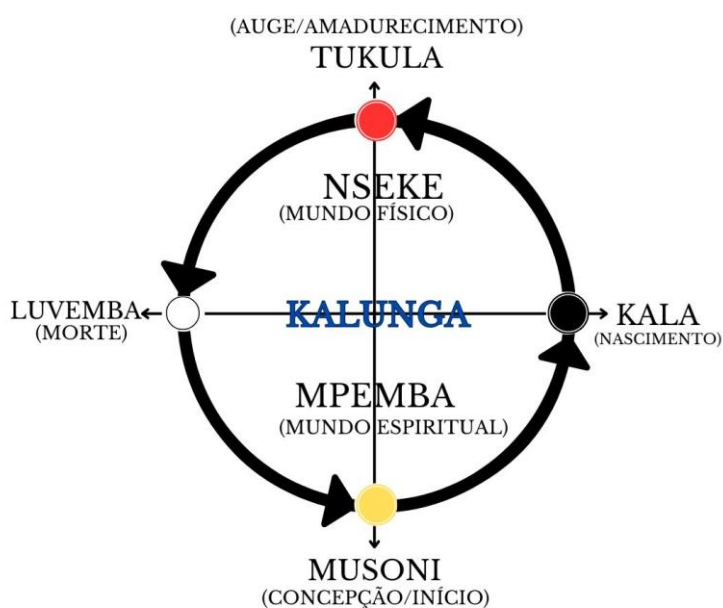 (AUGE/AMADURECIMENTO)
TUKULA
NSEKE
(MUNDO FÍSICO)
LUVEMBA
(MORTE)
KALUNGA
KALA
(NASCIMENTO)
MPEMBA
(MUNDO ESPIRITUAL)
MUSONI
(CONCEPÇÃO/INÍCIO)